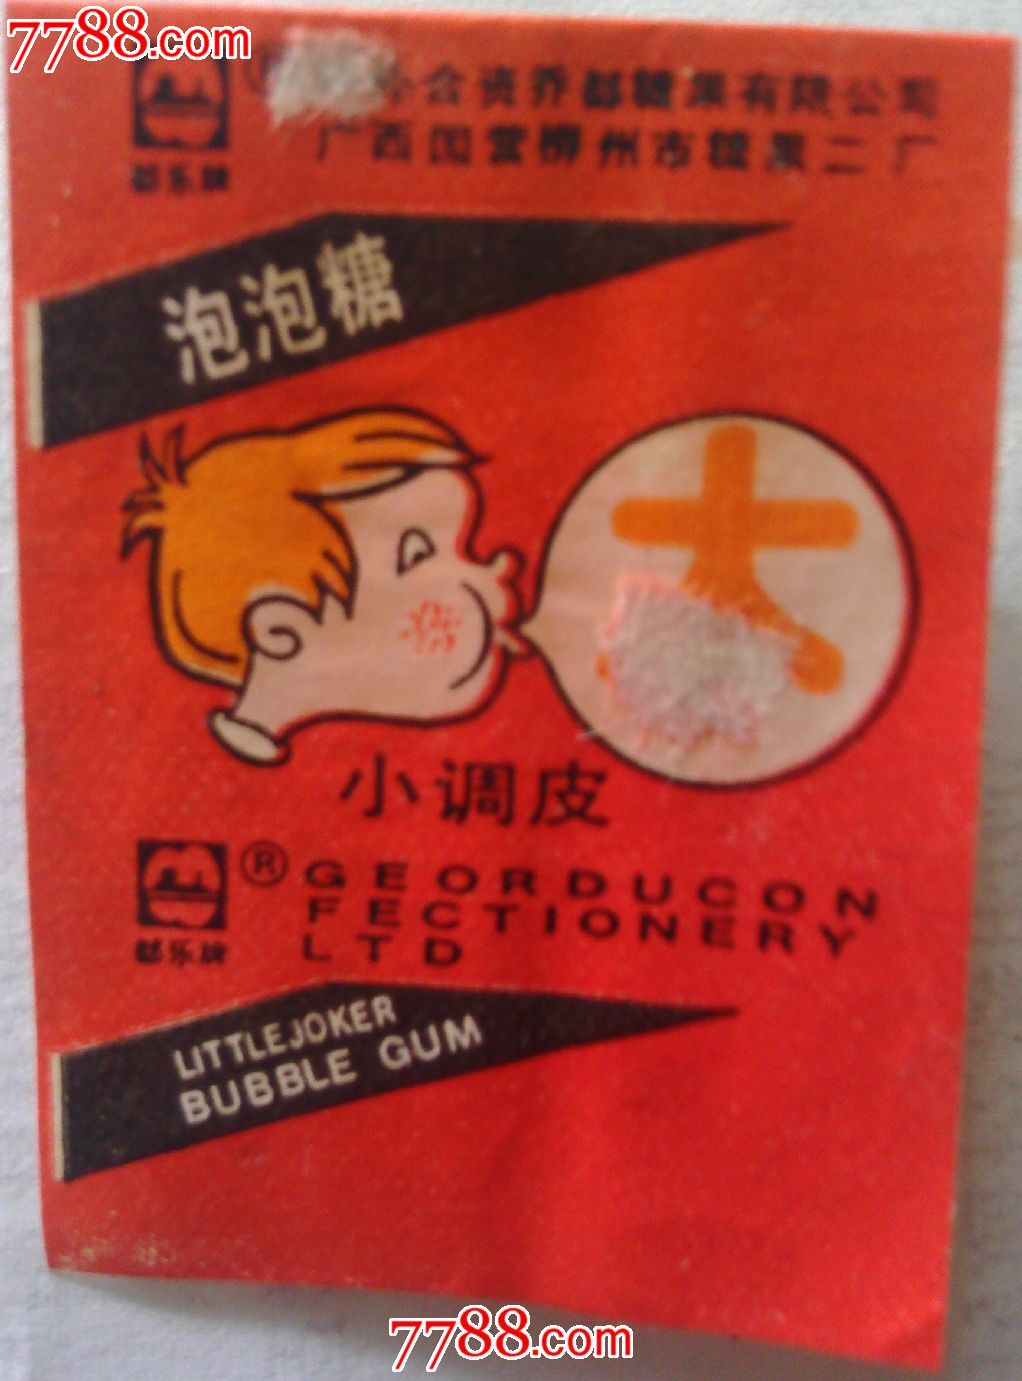 7788.com
合资乔都糖果有限公司
广西国营柳州市糖果二厂
都乐牌
泡泡糖
大
小调皮
都乐牌
®
GEORDUCON
FECTIONERY
LTD
LITTLEJOKER
BUBBLE GUM
7788.com